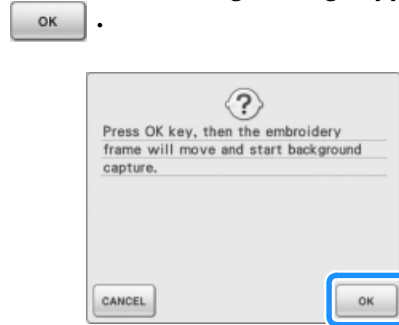 OK .
Press OK key, then the embroidery
frame will move and start background
capture.
CANCEL OK